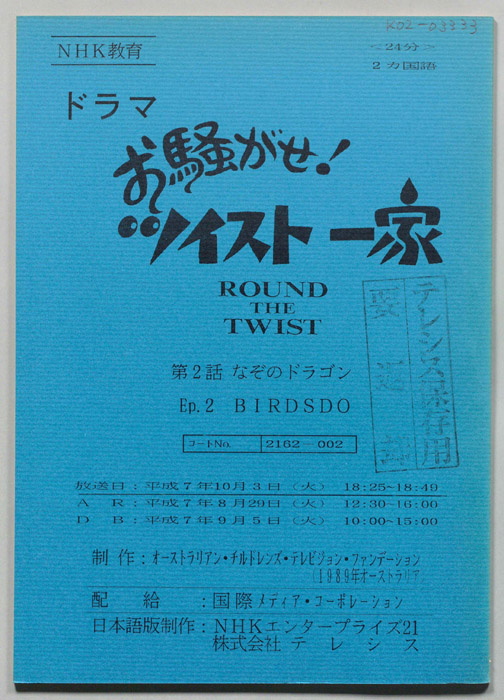 R02-03333
NHK教育
<24分>
2カ国語
ドラマ
お騒がせ!
ツイスト一家
ROUND
THE
TWIST
テレシス保存用
要返却
第2話 なぞのドラゴン
Ep.2 BIRDSDO
コードNo. 2162-002
放送日:平成7年10月3日(火) 18:25~18:49
A R:平成7年8月29日(火) 12:30~16:00
D B:平成7年9月5日(火) 10:00~15:00
制作:オーストラリアン・チルドレンズ・テレビジョン・ファンデーション
(1989年オーストラリア
配給:国際メディア・コーポレーション
日本語版制作:NHKエンタープライズ21
株式会社 テレシス